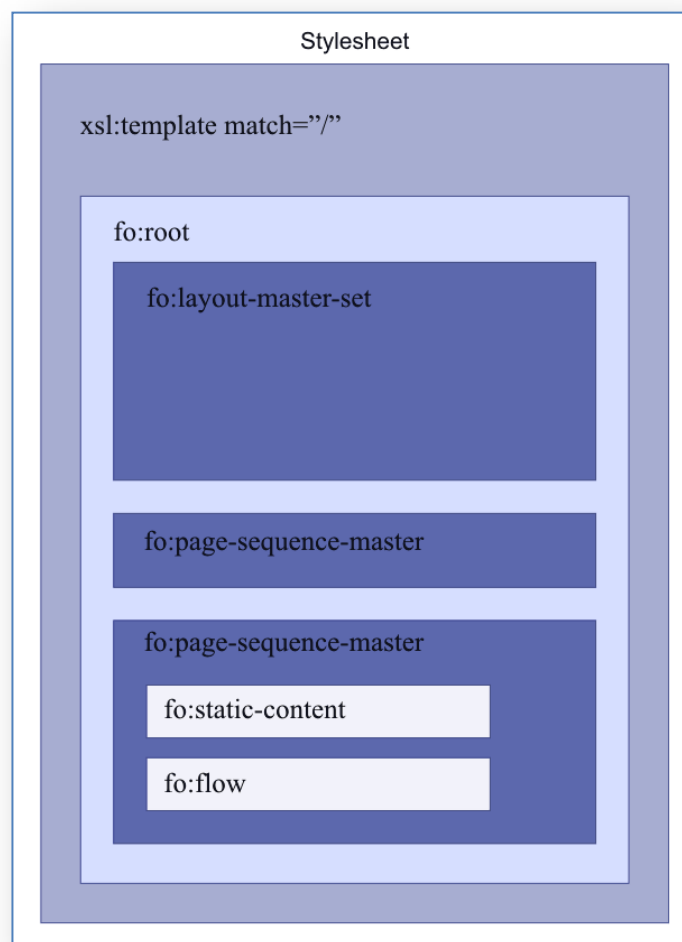 Stylesheet
xsl:template match=”/”
fo:root
fo:layout-master-set
fo:page-sequence-master
fo:page-sequence-master
fo:static-content
fo:flow